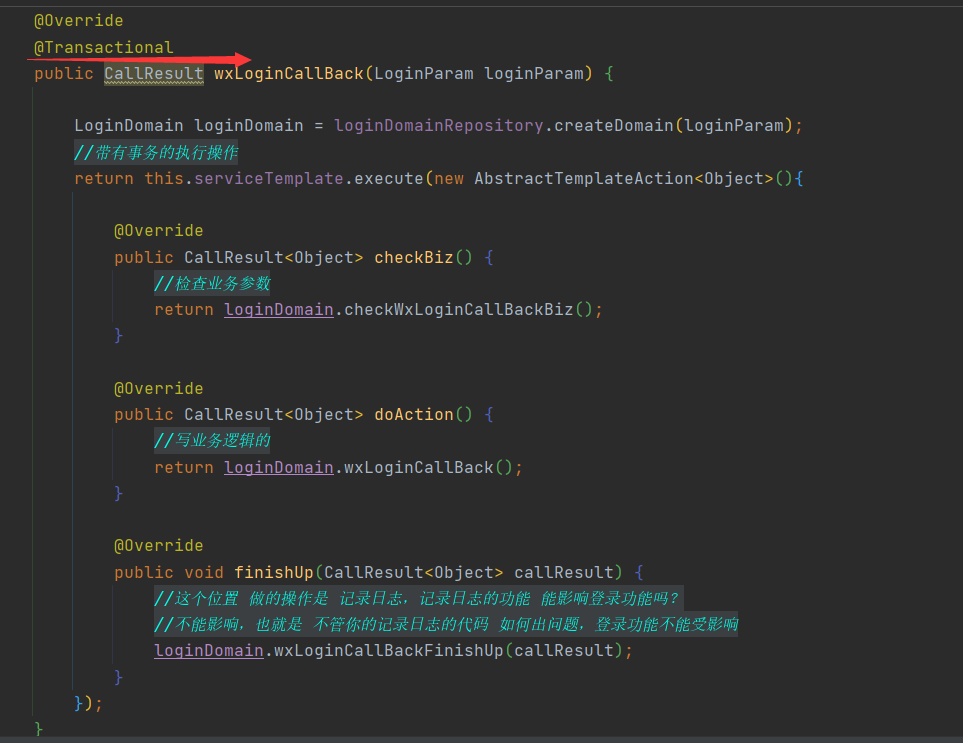 @Override
@Transactional
public CallResult wxLoginCallBack(LoginParam loginParam) {
LoginDomain loginDomain = loginDomainRepository.createDomain(loginParam);
//带有事务的执行操作
return this.serviceTemplate.execute(new AbstractTemplateAction<Object>(){
@Override
public CallResult<Object> checkBiz() {
//检查业务参数
return loginDomain.checkWxLoginCallBackBiz();
}
@Override
public CallResult<Object> doAction() {
//写业务逻辑的
return loginDomain.wxLoginCallBack();
}
@Override
public void finishUp(CallResult<Object> callResult) {
//这个位置 做的操作是 记录日志，记录日志的功能 能影响登录功能吗？
//不能影响，也就是 不管你的记录日志的代码 如何出问题，登录功能不能受影响
loginDomain.wxLoginCallBackFinishUp(callResult);
}
});
}